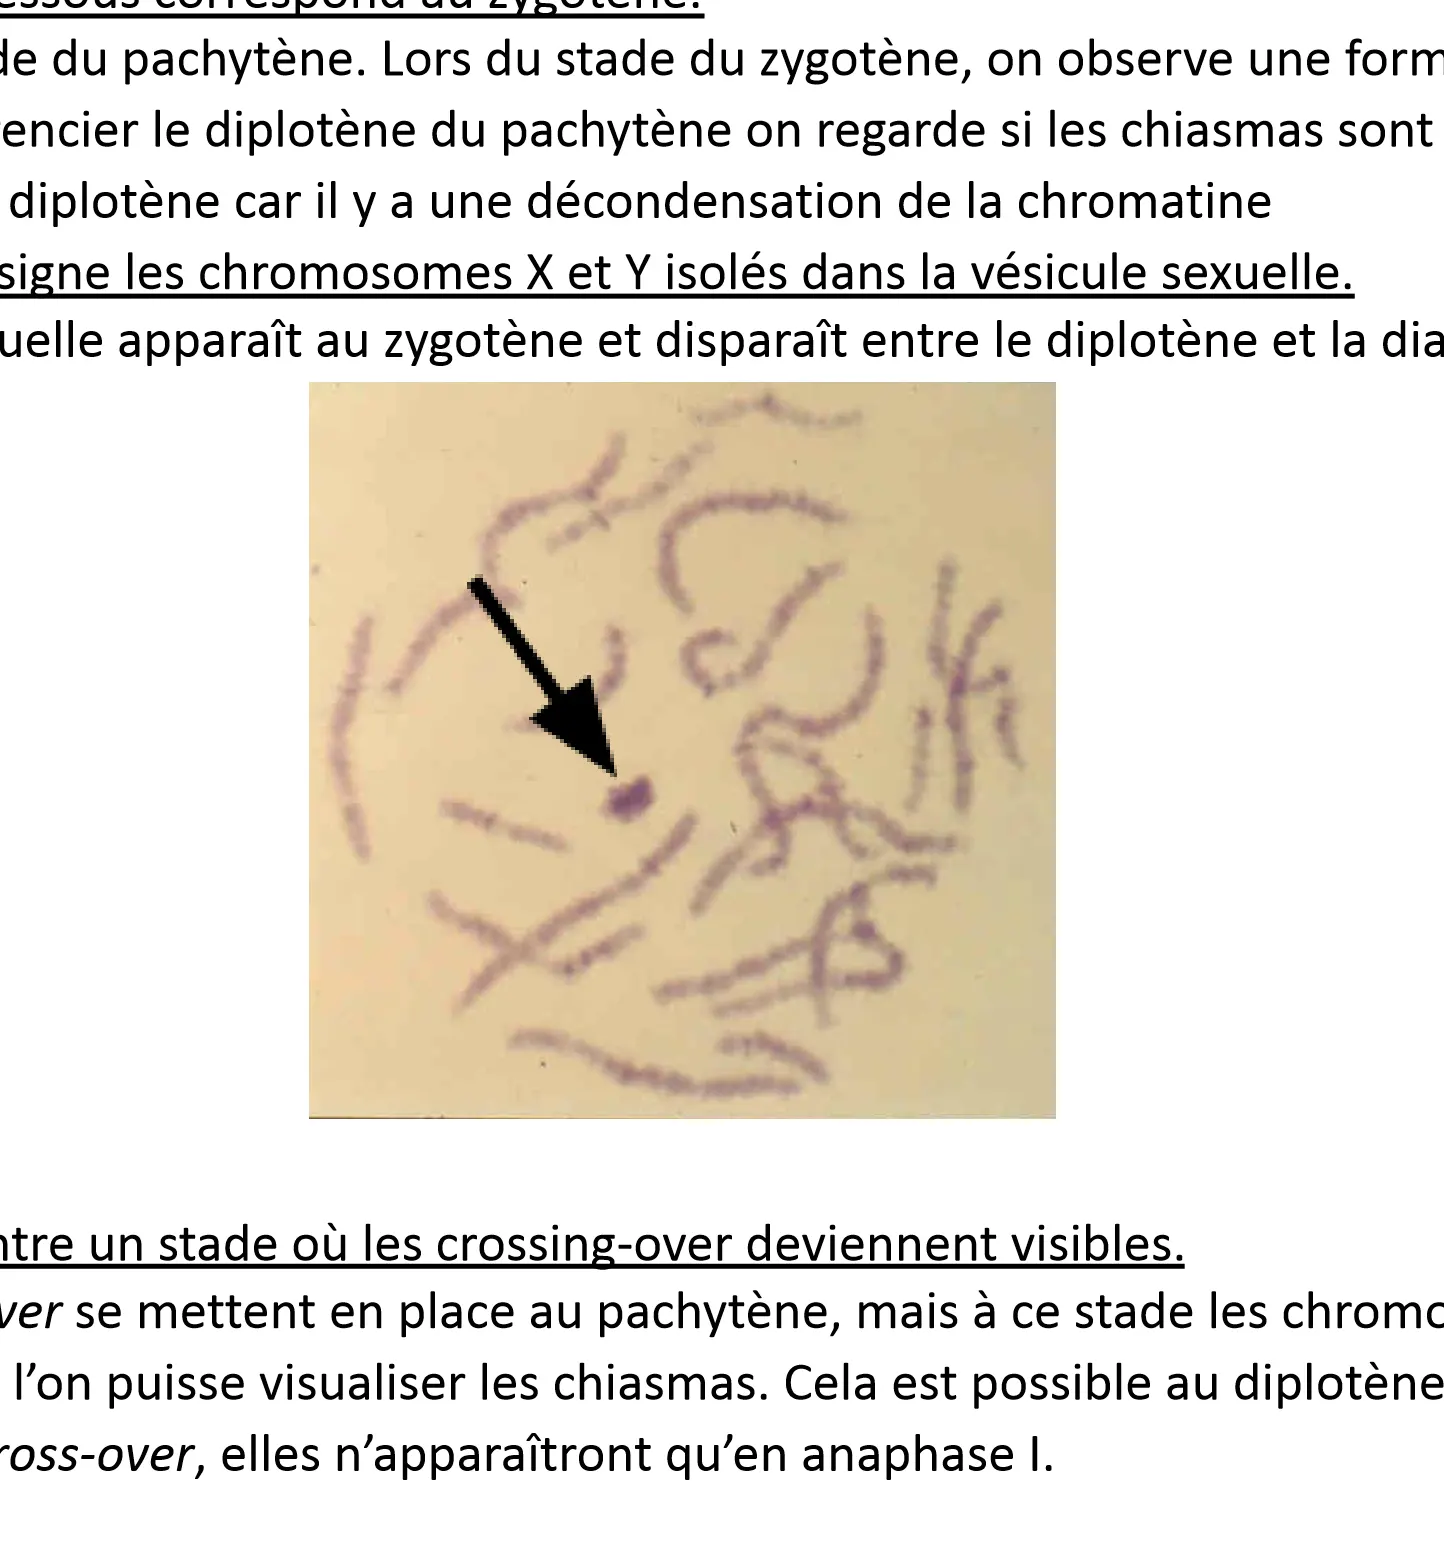 correspond au zygotène.
de du pachytène. Lors du stade du zygotène, on observe une form
encier le diplotène du pachytène on regarde si les chiasmas sont
diplotène car il y a une décondensation de la chromatine
signe les chromosomes X et Y isolés dans la vésicule sexuelle.
uelle apparaît au zygotène et disparaît entre le diplotène et la dia
ntre un stade où les crossing-over deviennent visibles.
ver se mettent en place au pachytène, mais à ce stade les chromo
l’on puisse visualiser les chiasmas. Cela est possible au diplotène
ross-over, elles n’apparaîtront qu’en anaphase I.